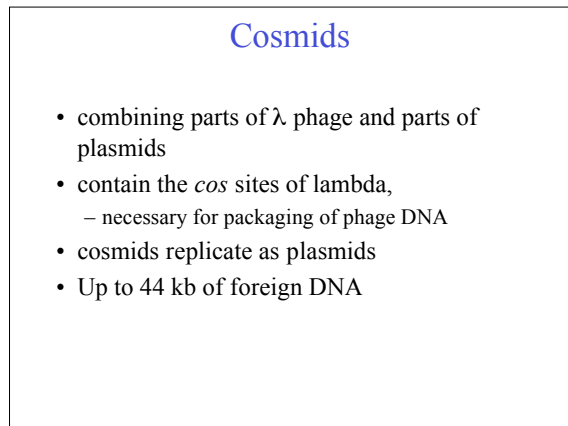 Cosmids
• combining parts of λ phage and parts of
plasmids
• contain the cos sites of lambda,
– necessary for packaging of phage DNA
• cosmids replicate as plasmids
• Up to 44 kb of foreign DNA